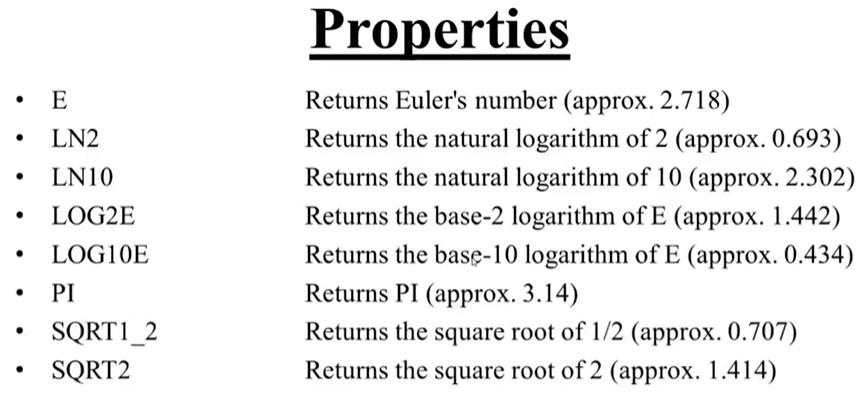 Properties
• E Returns Euler's number (approx. 2.718)
• LN2 Returns the natural logarithm of 2 (approx. 0.693)
• LN10 Returns the natural logarithm of 10 (approx. 2.302)
• LOG2E Returns the base-2 logarithm of E (approx. 1.442)
• LOG10E Returns the base-10 logarithm of E (approx. 0.434)
• PI Returns PI (approx. 3.14)
• SQRT1_2 Returns the square root of 1/2 (approx. 0.707)
• SQRT2 Returns the square root of 2 (approx. 1.414)